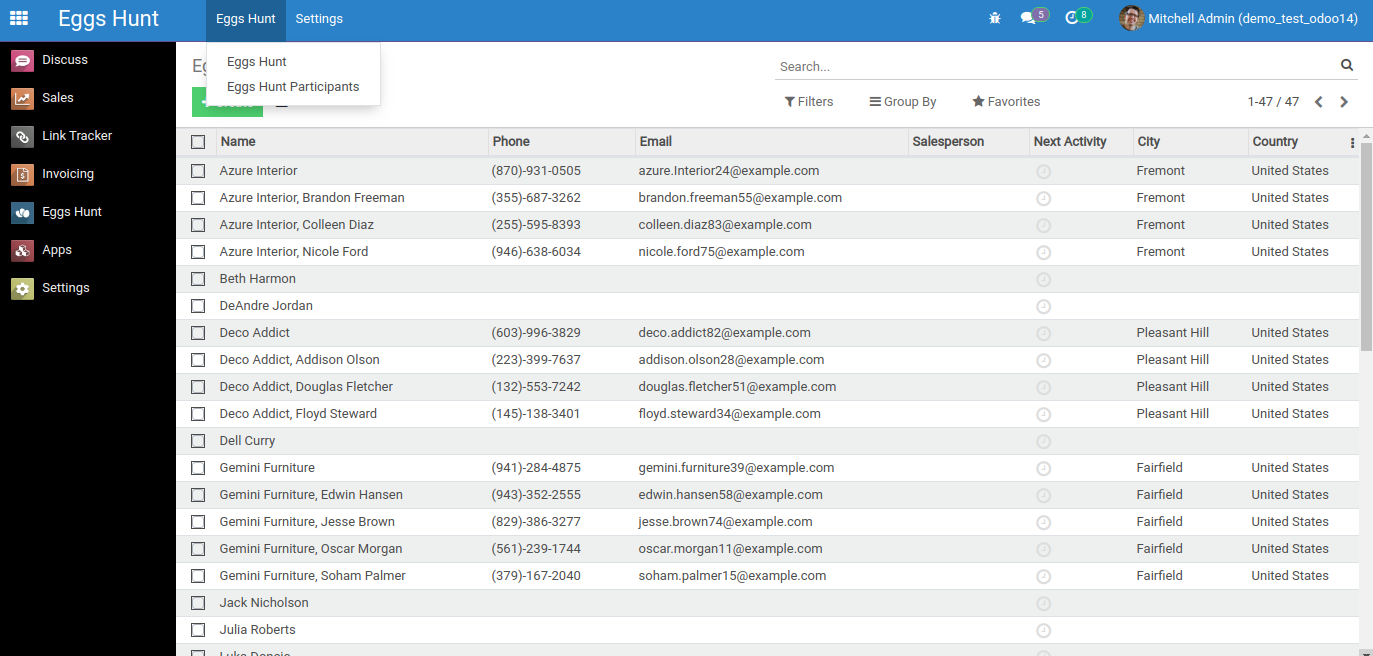 Eggs Hunt Eggs Hunt Settings 5 8 Mitchell Admin (demo_test_odoo14)
Discuss
Sales
Link Tracker
Invoicing
Eggs Hunt
Apps
Settings
Eggs Hunt
Eggs Hunt Participants
Search...
Filters Group By Favorites 1-47 / 47
Name Phone Email Salesperson Next Activity City Country
Azure Interior (870)-931-0505 azure.Interior24@example.com Fremont United States
Azure Interior, Brandon Freeman (355)-687-3262 brandon.freeman55@example.com Fremont United States
Azure Interior, Colleen Diaz (255)-595-8393 colleen.diaz83@example.com Fremont United States
Azure Interior, Nicole Ford (946)-638-6034 nicole.ford75@example.com Fremont United States
Beth Harmon
DeAndre Jordan
Deco Addict (603)-996-3829 deco.addict82@example.com Pleasant Hill United States
Deco Addict, Addison Olson (223)-399-7637 addison.olson28@example.com Pleasant Hill United States
Deco Addict, Douglas Fletcher (132)-553-7242 douglas.fletcher51@example.com Pleasant Hill United States
Deco Addict, Floyd Steward (145)-138-3401 floyd.steward34@example.com Pleasant Hill United States
Dell Curry
Gemini Furniture (941)-284-4875 gemini.furniture39@example.com Fairfield United States
Gemini Furniture, Edwin Hansen (943)-352-2555 edwin.hansen58@example.com Fairfield United States
Gemini Furniture, Jesse Brown (829)-386-3277 jesse.brown74@example.com Fairfield United States
Gemini Furniture, Oscar Morgan (561)-239-1744 oscar.morgan11@example.com Fairfield United States
Gemini Furniture, Soham Palmer (379)-167-2040 soham.palmer15@example.com Fairfield United States
Jack Nicholson
Julia Roberts